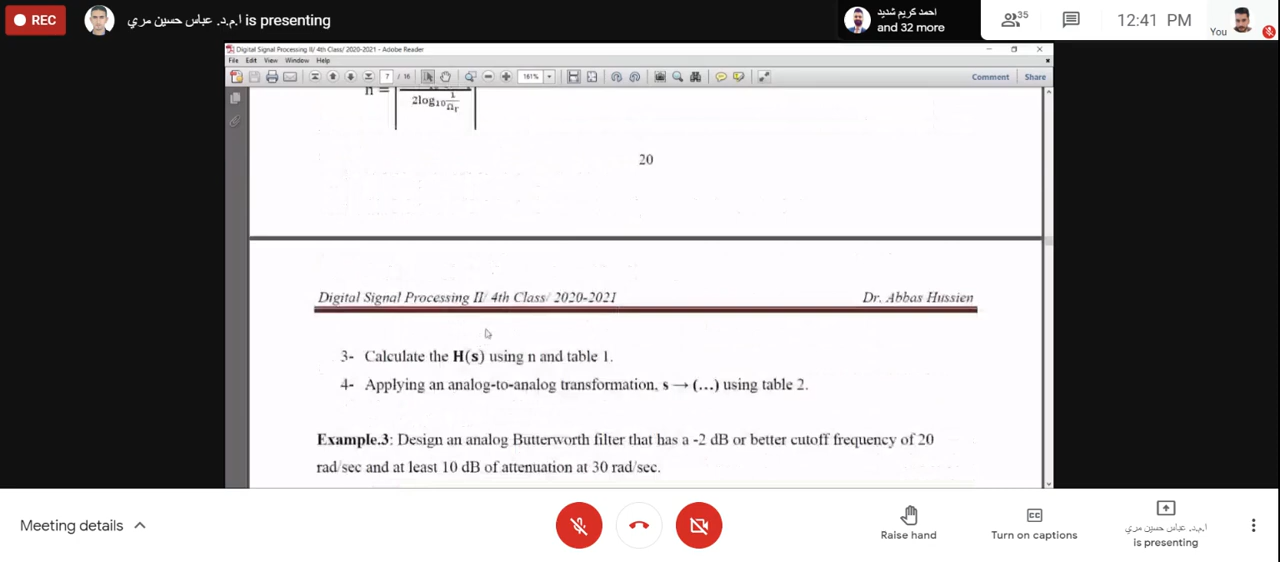 REC
ا.م.د. عباس حسين مري is presenting
احمد كريم شديد
and 32 more
35
12:41 PM
You
Digital Signal Processing II/ 4th Class/ 2020-2021 - Adobe Reader
File Edit View Window Help
7 / 16
161%
Comment Share
n =
2log₁₀ 1/Ωr
20
Digital Signal Processing II/ 4th Class/ 2020-2021 Dr. Abbas Hussien
3- Calculate the H(s) using n and table 1.
4- Applying an analog-to-analog transformation, s → (...) using table 2.
Example.3: Design an analog Butterworth filter that has a -2 dB or better cutoff frequency of 20
rad/sec and at least 10 dB of attenuation at 30 rad/sec.
Meeting details
Raise hand
CC
Turn on captions
ا.م.د. عباس حسين مري
is presenting